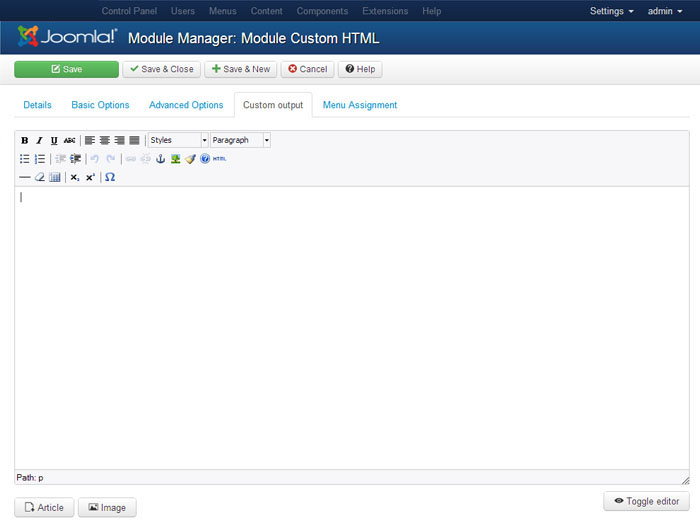 Control Panel Users Menus Content Components Extensions Help Settings admin
Joomla! Module Manager: Module Custom HTML
Save Save & Close Save & New Cancel Help
Details Basic Options Advanced Options Custom output Menu Assignment
B I U ABC Styles Paragraph
HTML
x₂ x² Ω
Path: p
Article Image Toggle editor